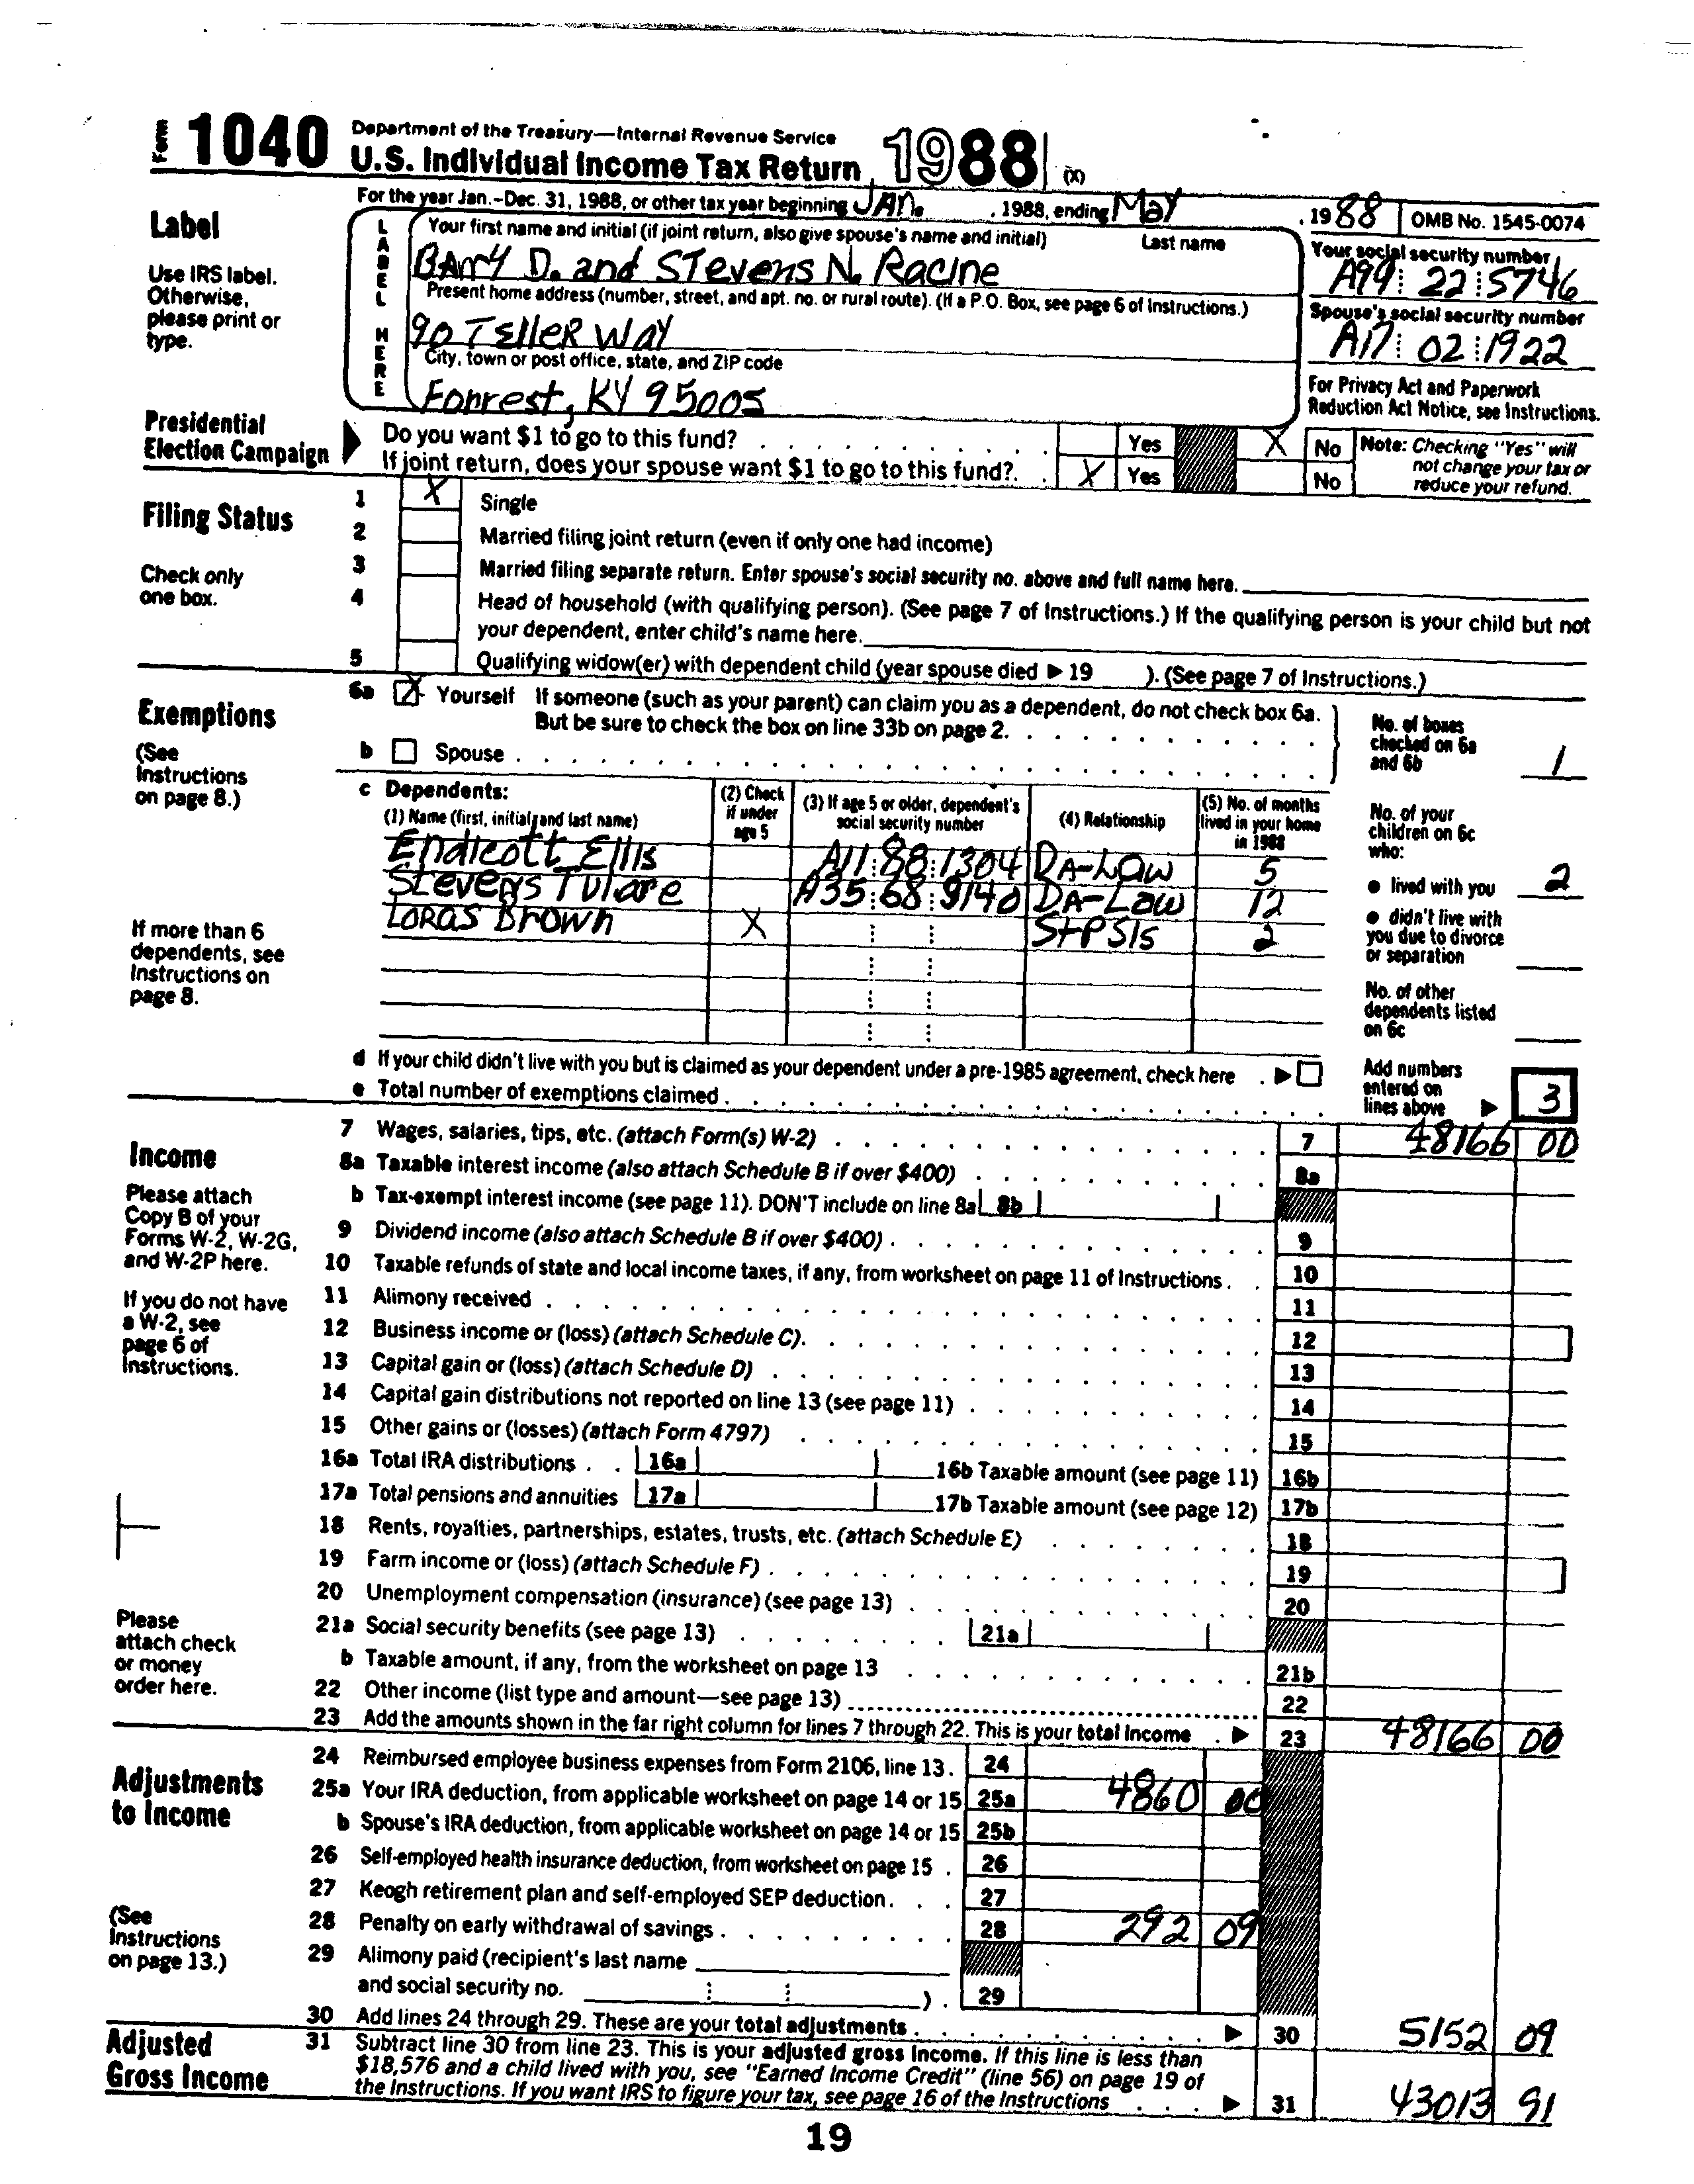 Form 1040 Department of the Treasury—Internal Revenue Service
U.S. Individual Income Tax Return 1988 (X)
For the year Jan.-Dec. 31, 1988, or other tax year beginning JAN. , 1988, ending May , 19 88 OMB No. 1545-0074
Label
Use IRS label.
Otherwise,
please print or
type.
LABEL HERE
Your first name and initial (if joint return, also give spouse's name and initial) Last name
BArry D. and STevens N. Racine
Present home address (number, street, and apt. no. or rural route). (If a P.O. Box, see page 6 of Instructions.)
90 TEllER WAY
City, town or post office, state, and ZIP code
Forrest, KY 95005
Your social security number
A99 22 5746
Spouse's social security number
A17 02 1922
For Privacy Act and Paperwork
Reduction Act Notice, see Instructions.
Presidential
Election Campaign
Do you want $1 to go to this fund? Yes X No
If joint return, does your spouse want $1 to go to this fund? X Yes No
Note: Checking "Yes" will
not change your tax or
reduce your refund.
Filing Status
Check only
one box.
1 X Single
2 Married filing joint return (even if only one had income)
3 Married filing separate return. Enter spouse's social security no. above and full name here.
4 Head of household (with qualifying person). (See page 7 of Instructions.) If the qualifying person is your child but not
your dependent, enter child's name here.
5 Qualifying widow(er) with dependent child (year spouse died ▶ 19 ). (See page 7 of Instructions.)
Exemptions
(See
Instructions
on page 8.)
6a X Yourself If someone (such as your parent) can claim you as a dependent, do not check box 6a.
But be sure to check the box on line 33b on page 2.
b Spouse
No. of boxes
checked on 6a
and 6b 1
c Dependents:
(1) Name (first, initial, and last name)
(2) Check
if under
age 5
(3) If age 5 or older, dependent's
social security number
(4) Relationship
(5) No. of months
lived in your home
in 1988
Endicott Ellis A11 88 1304 DA-LAW 5
Stevens Tulare A35 68 9140 DA-LAW 12
Loras Brown X StPSIs 2
If more than 6
dependents, see
Instructions on
page 8.
No. of your
children on 6c
who:
● lived with you 2
● didn't live with
you due to divorce
or separation
No. of other
dependents listed
on 6c
d If your child didn't live with you but is claimed as your dependent under a pre-1985 agreement, check here ▶
e Total number of exemptions claimed
Add numbers
entered on
lines above ▶ 3
Income
Please attach
Copy B of your
Forms W-2, W-2G,
and W-2P here.
If you do not have
a W-2, see
page 6 of
Instructions.
Please
attach check
or money
order here.
7 Wages, salaries, tips, etc. (attach Form(s) W-2) 7 48166 00
8a Taxable interest income (also attach Schedule B if over $400) 8a
b Tax-exempt interest income (see page 11). DON'T include on line 8a 8b
9 Dividend income (also attach Schedule B if over $400) 9
10 Taxable refunds of state and local income taxes, if any, from worksheet on page 11 of Instructions. 10
11 Alimony received 11
12 Business income or (loss) (attach Schedule C). 12
13 Capital gain or (loss) (attach Schedule D) 13
14 Capital gain distributions not reported on line 13 (see page 11) 14
15 Other gains or (losses) (attach Form 4797) 15
16a Total IRA distributions 16a 16b Taxable amount (see page 11) 16b
17a Total pensions and annuities 17a 17b Taxable amount (see page 12) 17b
18 Rents, royalties, partnerships, estates, trusts, etc. (attach Schedule E) 18
19 Farm income or (loss) (attach Schedule F) 19
20 Unemployment compensation (insurance) (see page 13) 20
21a Social security benefits (see page 13) 21a
b Taxable amount, if any, from the worksheet on page 13 21b
22 Other income (list type and amount—see page 13) 22
23 Add the amounts shown in the far right column for lines 7 through 22. This is your total income ▶ 23 48166 00
Adjustments
to Income
(See
Instructions
on page 13.)
24 Reimbursed employee business expenses from Form 2106, line 13. 24
25a Your IRA deduction, from applicable worksheet on page 14 or 15 25a 4860 00
b Spouse's IRA deduction, from applicable worksheet on page 14 or 15 25b
26 Self-employed health insurance deduction, from worksheet on page 15 26
27 Keogh retirement plan and self-employed SEP deduction 27
28 Penalty on early withdrawal of savings 28 292 09
29 Alimony paid (recipient's last name
and social security no. ). 29
30 Add lines 24 through 29. These are your total adjustments ▶ 30 5152 09
Adjusted
Gross Income
31 Subtract line 30 from line 23. This is your adjusted gross income. If this line is less than
$18,576 and a child lived with you, see "Earned Income Credit" (line 56) on page 19 of
the Instructions. If you want IRS to figure your tax, see page 16 of the Instructions ▶ 31 43013 91
19